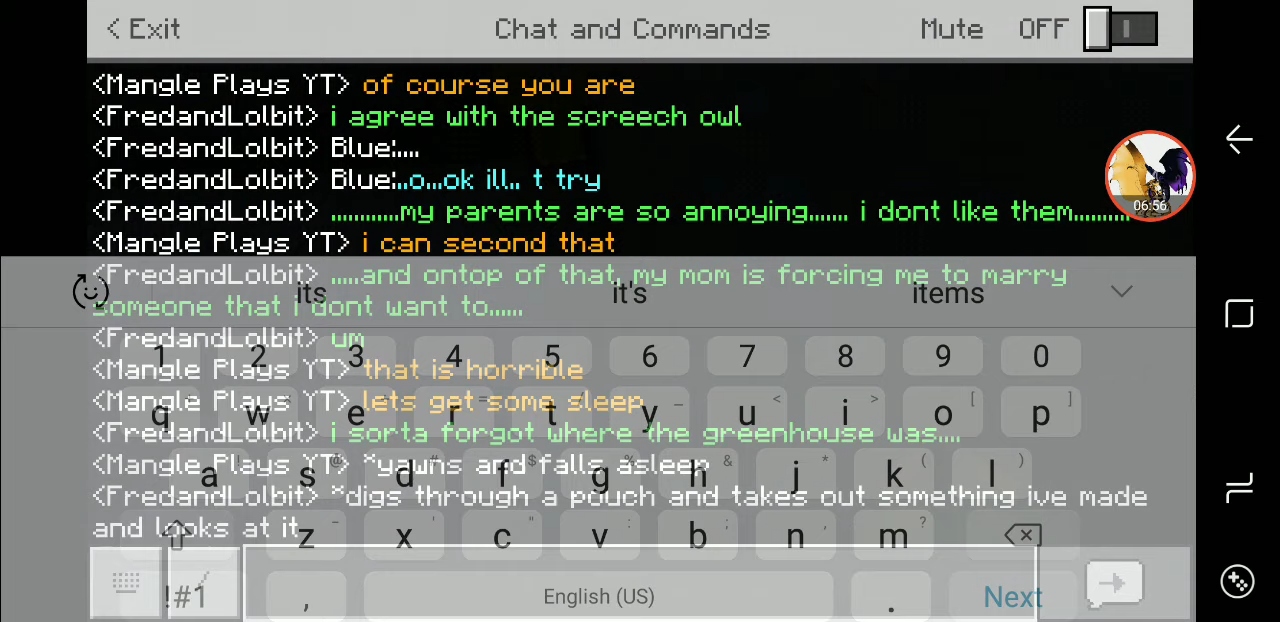 < Exit Chat and Commands Mute OFF
<Mangle Plays YT> of course you are
<FredandLolbit> i agree with the screech owl
<FredandLolbit> Blue:....
<FredandLolbit> Blue:..o...ok ill.. t try
<FredandLolbit> ............my parents are so annoying....... i dont like them..........
06:56
<Mangle Plays YT> i can second that
<FredandLolbit> .....and ontop of that, my mom is forcing me to marry
someone that i dont want to......
its it's items
<FredandLolbit> um
1 2 3 4 5 6 7 8 9 0
<Mangle Plays YT> that is horrible
<Mangle Plays YT> lets get some sleep
q w e r t y u i o p
<FredandLolbit> i sorta forgot where the greenhouse was....
<Mangle Plays YT> *yawns and falls asleep
a s d f g h j k l
<FredandLolbit> *digs through a pouch and takes out something ive made
and looks at it
z x c v b n m
!#1 , English (US) . Next